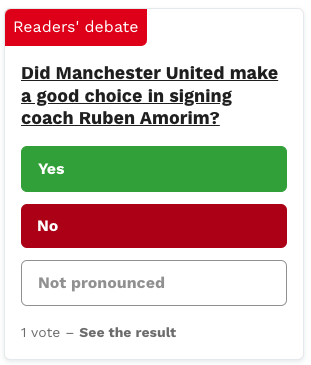 Readers' debate
Did Manchester United make
a good choice in signing
coach Ruben Amorim?
Yes
No
Not pronounced
1 vote – See the result